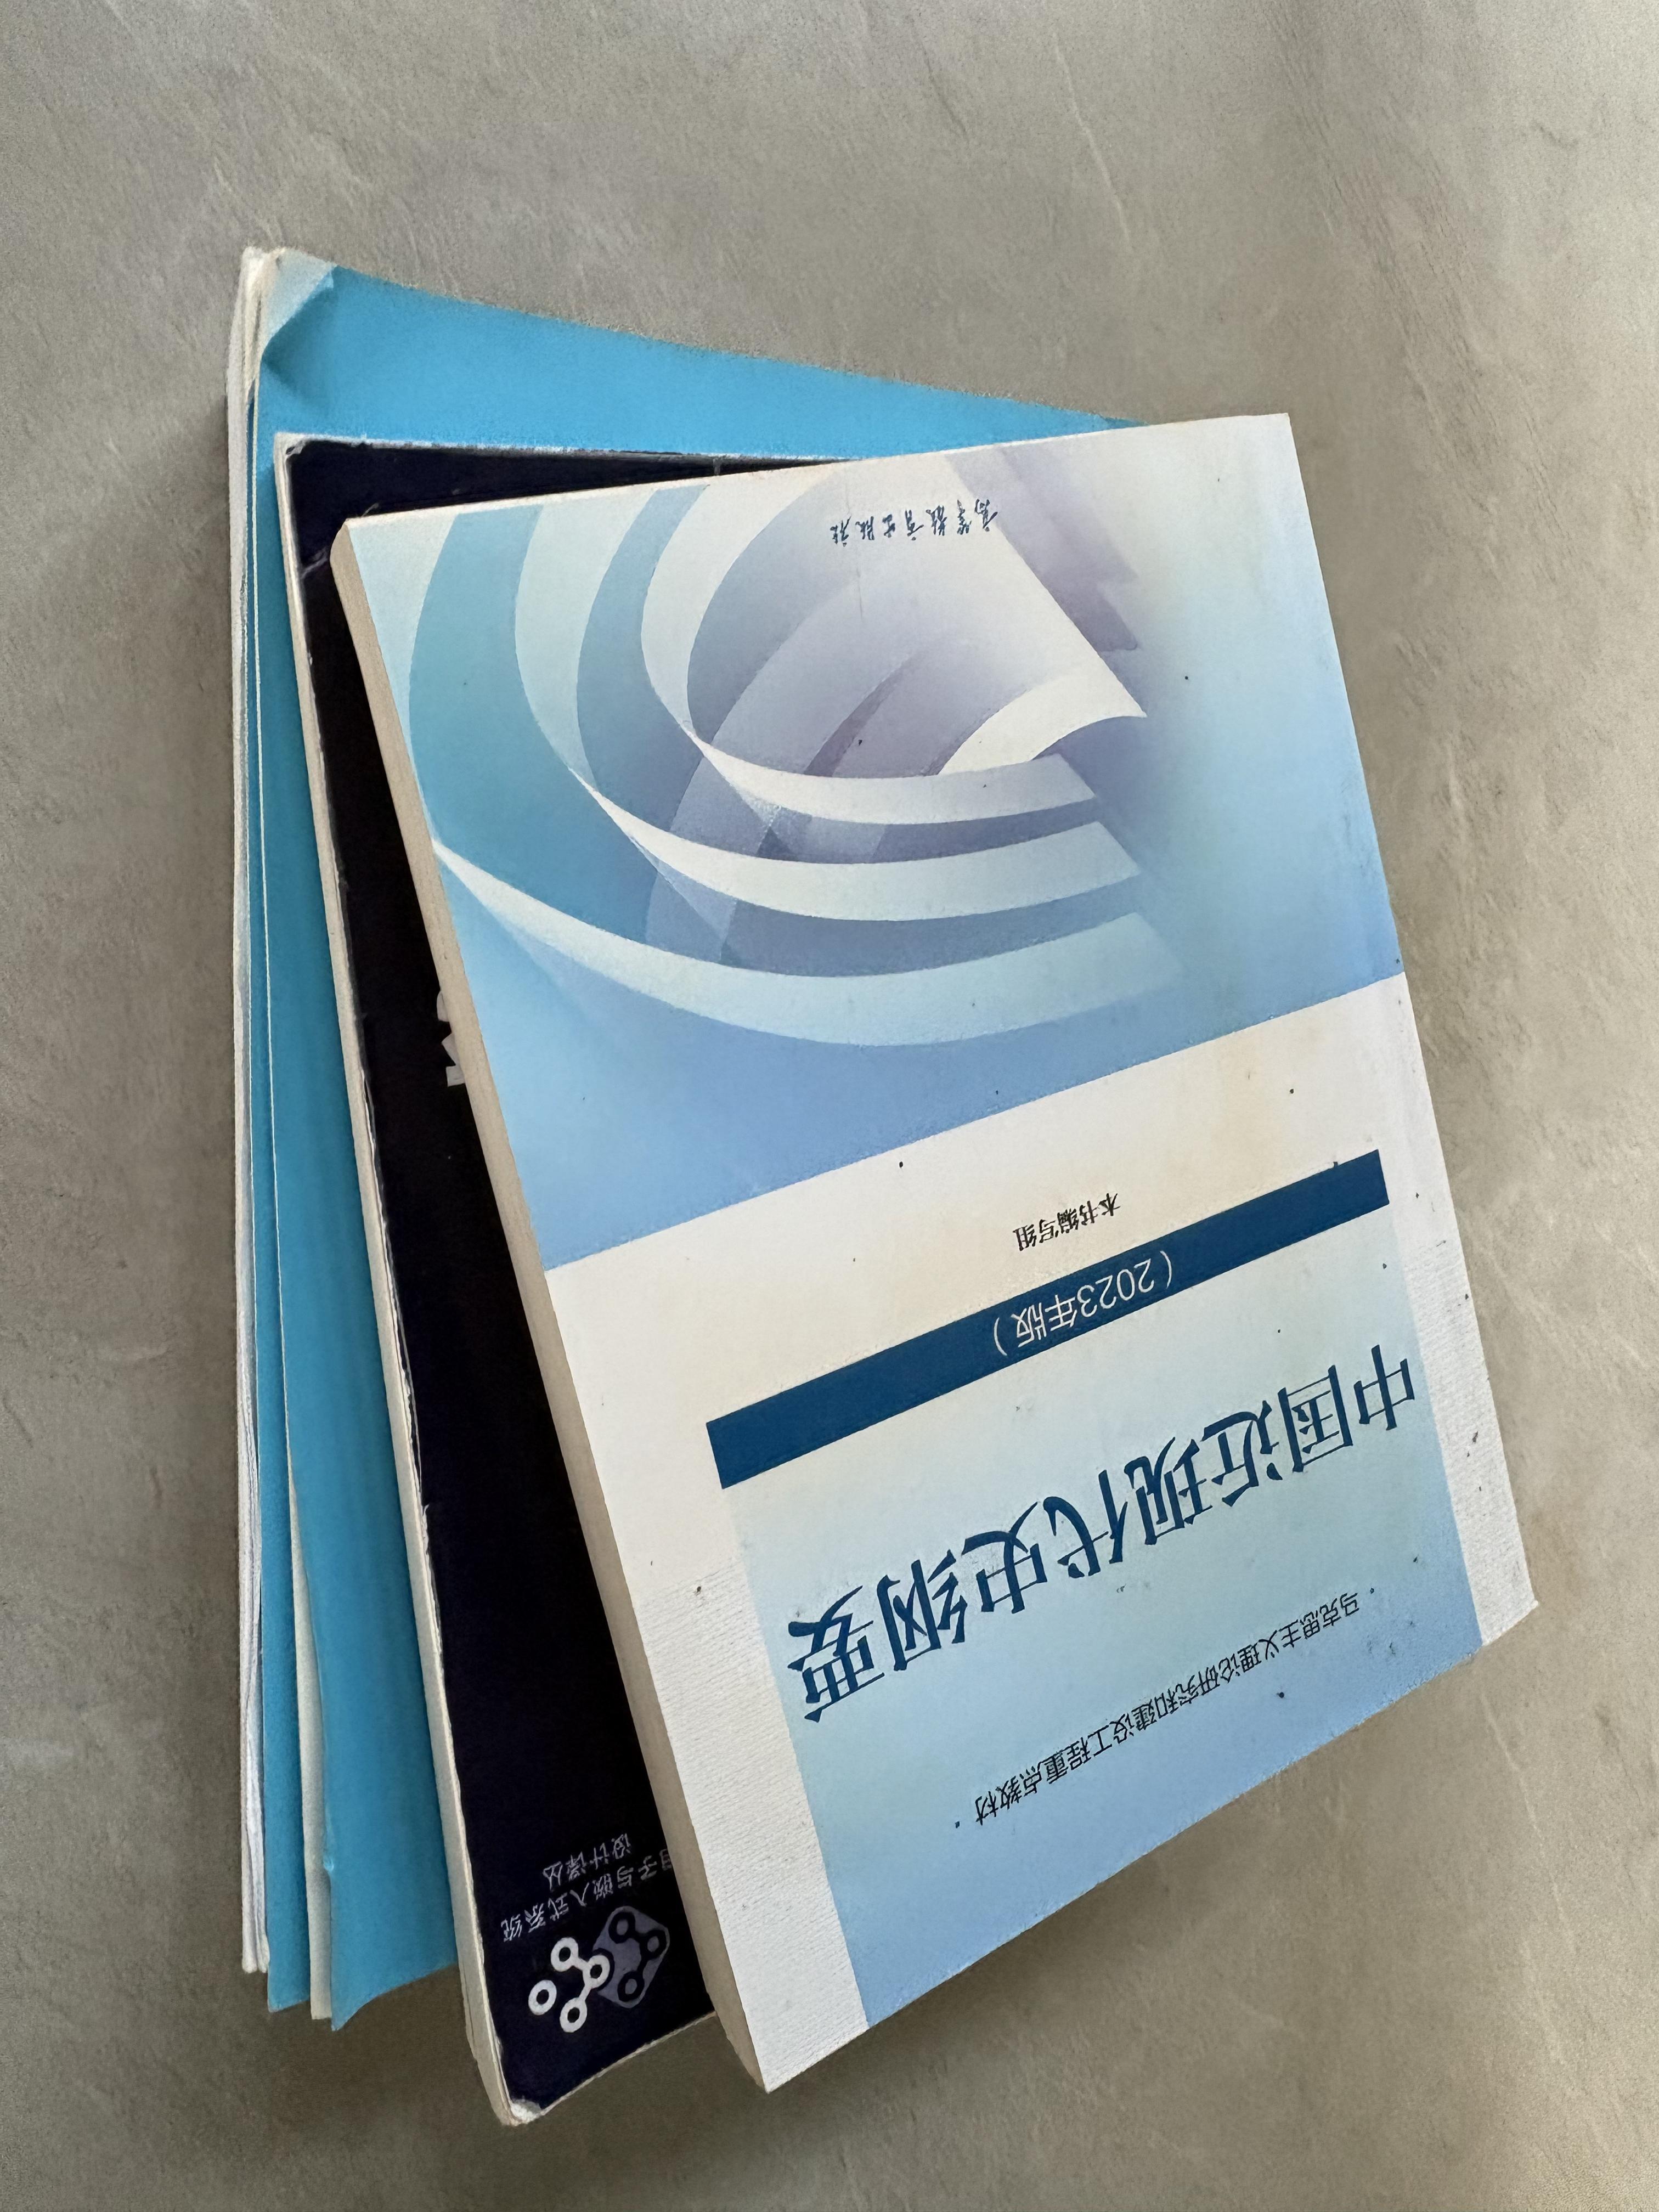 马克思主义理论研究和建设工程重点教材
中国近现代史纲要
（2023年版）
本书编写组
高等教育出版社
子与嵌入式系统
设计译丛